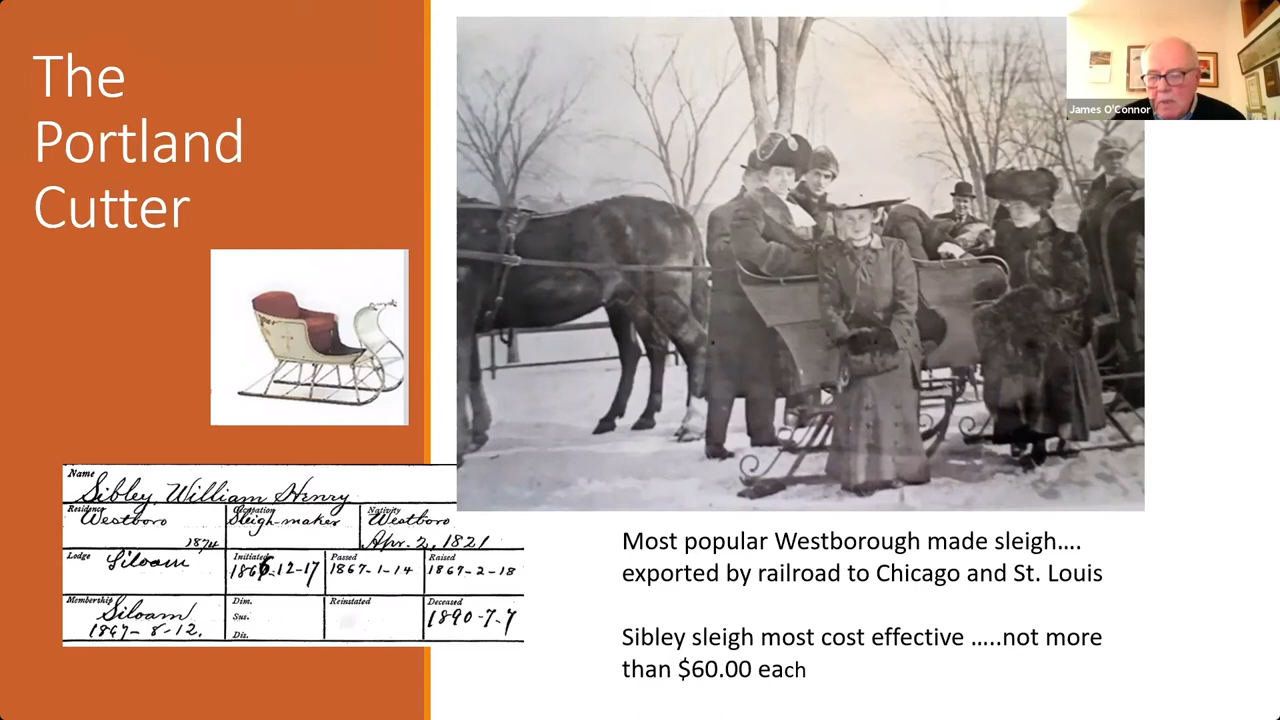 The
Portland
Cutter
James O'Connor
Name
Sibley, William Henry
Residence Occupation Nativity
Westboro Sleigh-maker Westboro
1874 Apr. 2, 1821
Lodge Siloam Initiated Passed Raised
1866-12-17 1867-1-14 1867-2-18
Membership Dim. Reinstated Deceased
Siloam Sus. 1890-7-7
1867-8-12. Dis.
Most popular Westborough made sleigh....
exported by railroad to Chicago and St. Louis
Sibley sleigh most cost effective .....not more
than $60.00 each